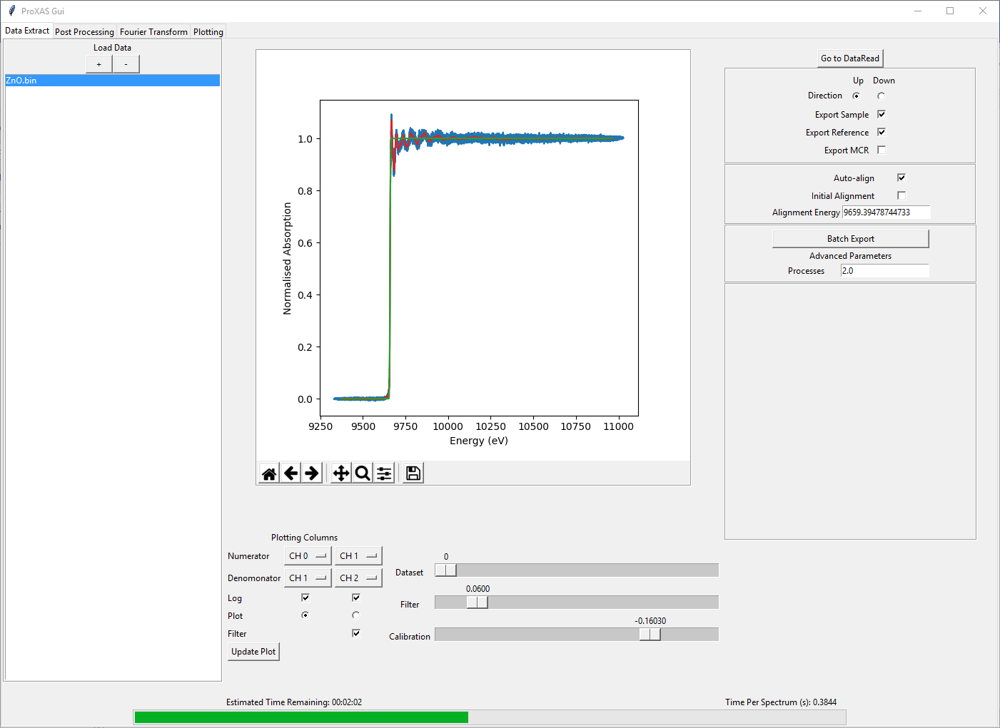 ProXAS Gui
Data Extract Post Processing Fourier Transform Plotting
Load Data
+ -
ZnO.bin
Normalised Absorption
1.0
0.8
0.6
0.4
0.2
0.0
9250 9500 9750 10000 10250 10500 10750 11000
Energy (eV)
Go to DataRead
Up Down
Direction
Export Sample
Export Reference
Export MCR
Auto-align
Initial Alignment
Alignment Energy 9659.39478744733
Batch Export
Advanced Parameters
Processes 2.0
Plotting Columns
Numerator CH 0 CH 1
Denomonator CH 1 CH 2
Log
Plot
Filter
Update Plot
0
Dataset
0.0600
Filter
-0.16030
Calibration
Estimated Time Remaining: 00:02:02
Time Per Spectrum (s): 0.3844